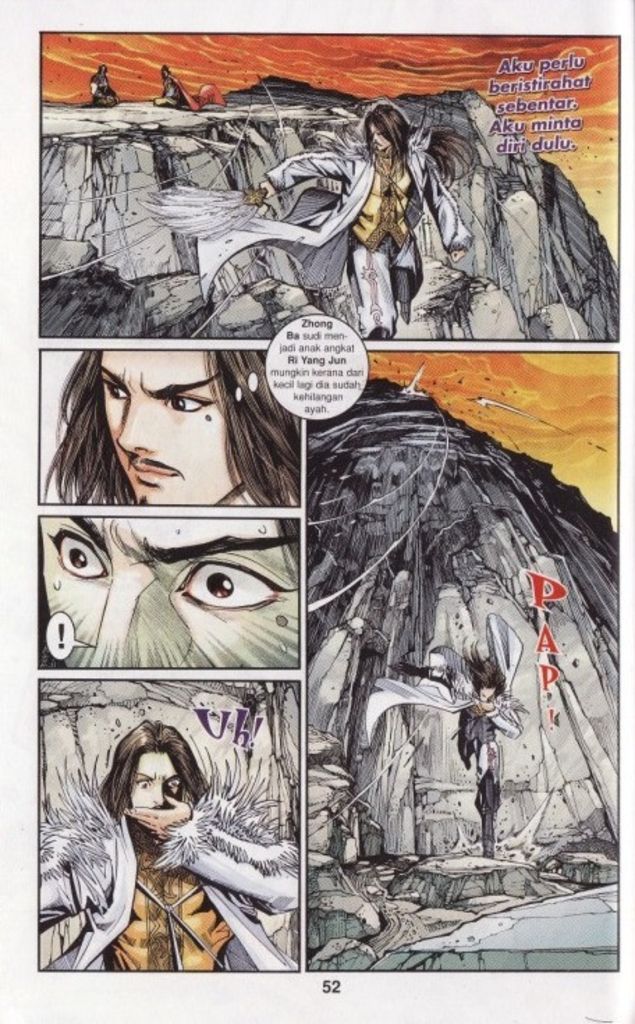 Aku perlu
beristirahat
sebentar.
Aku minta
diri dulu.
Zhong
Ba sudi men-
jadi anak angkat
Ri Yang Jun
mungkin kerana dari
kecil lagi dia sudah
kehilangan
ayah.
!
Uh!
PAP!
52